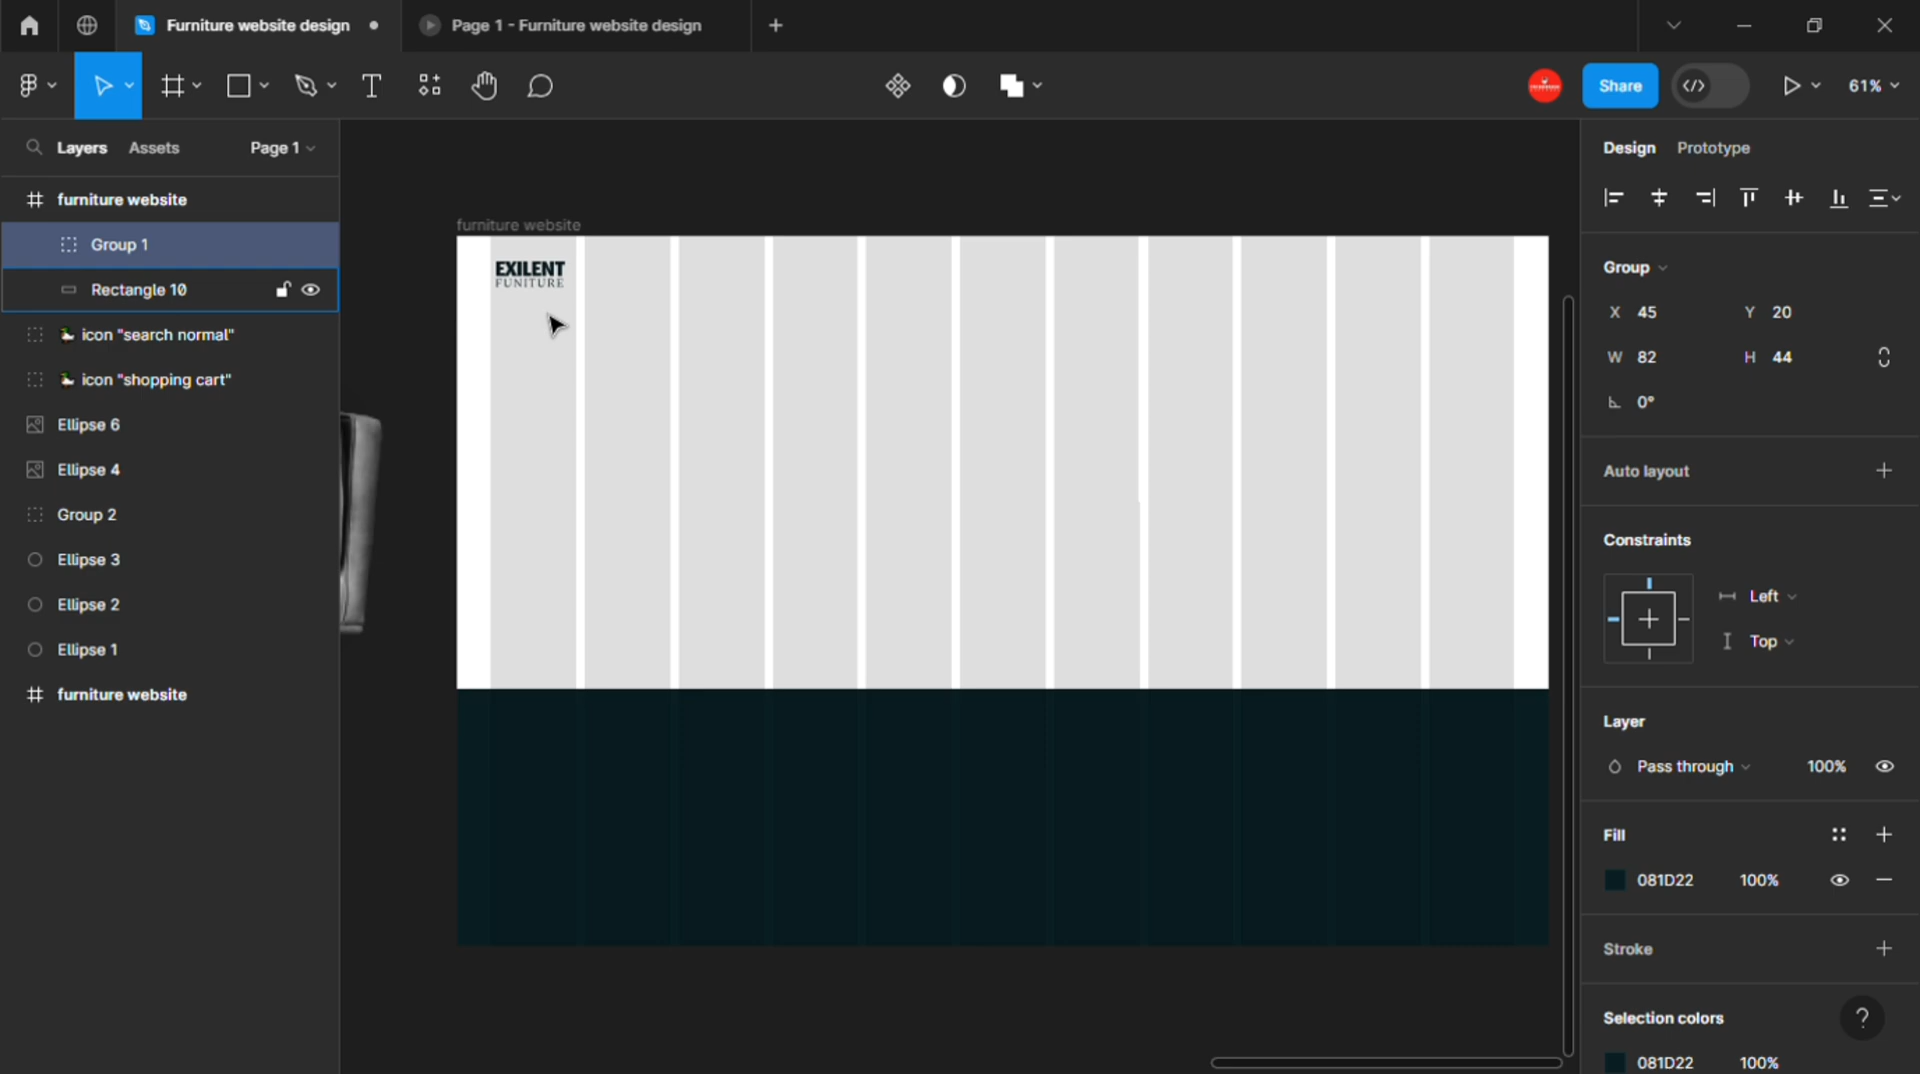 Furniture website design
Page 1 - Furniture website design
Share
61%
Layers
Assets
Page 1
Design
Prototype
furniture website
Group 1
Rectangle 10
icon "search normal"
icon "shopping cart"
Ellipse 6
Ellipse 4
Group 2
Ellipse 3
Ellipse 2
Ellipse 1
furniture website
furniture website
EXILENT
FUNITURE
Group
X 45
Y 20
W 82
H 44
0°
Auto layout
Constraints
Left
Top
Layer
Pass through
100%
Fill
081D22
100%
Stroke
Selection colors
081D22
100%
?